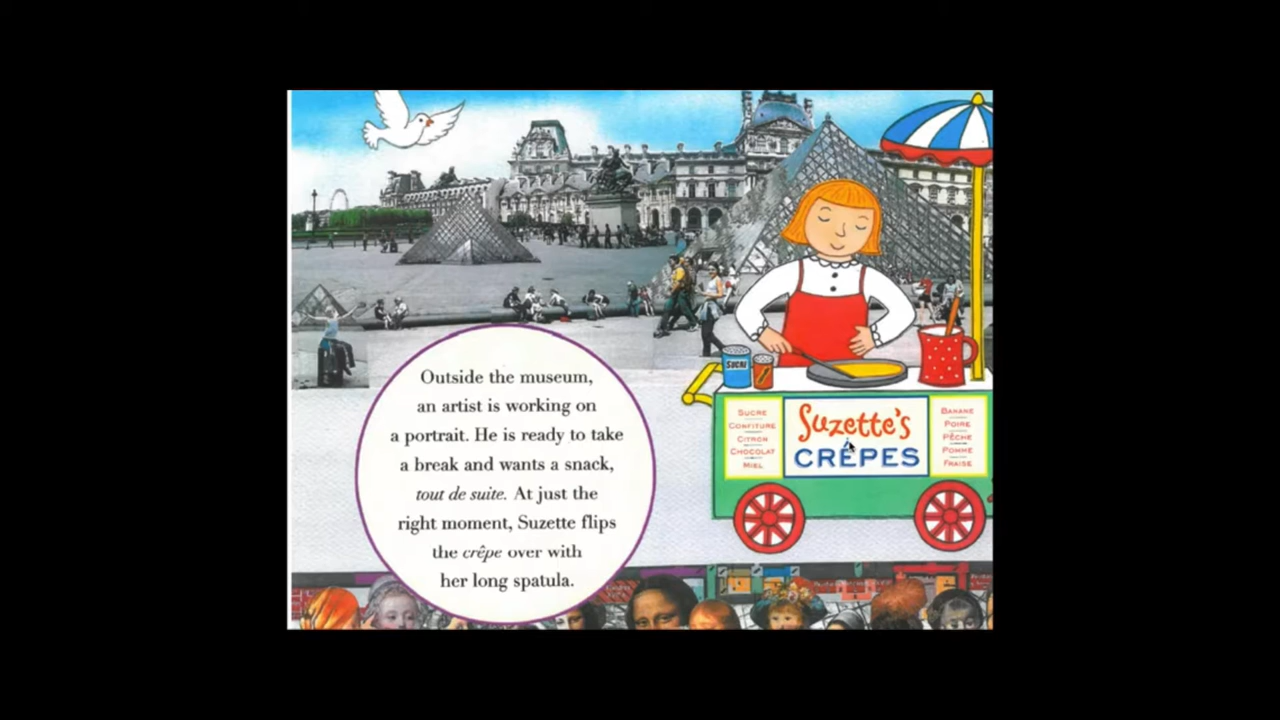 Outside the museum,
an artist is working on
a portrait. He is ready to take
a break and wants a snack,
tout de suite. At just the
right moment, Suzette flips
the crêpe over with
her long spatula.
SUCRE
SUCRE
CONFITURE
CITRON
CHOCOLAT
MIEL
Suzette's
CRÊPES
BANANE
POIRE
PÊCHE
POMME
FRAISE